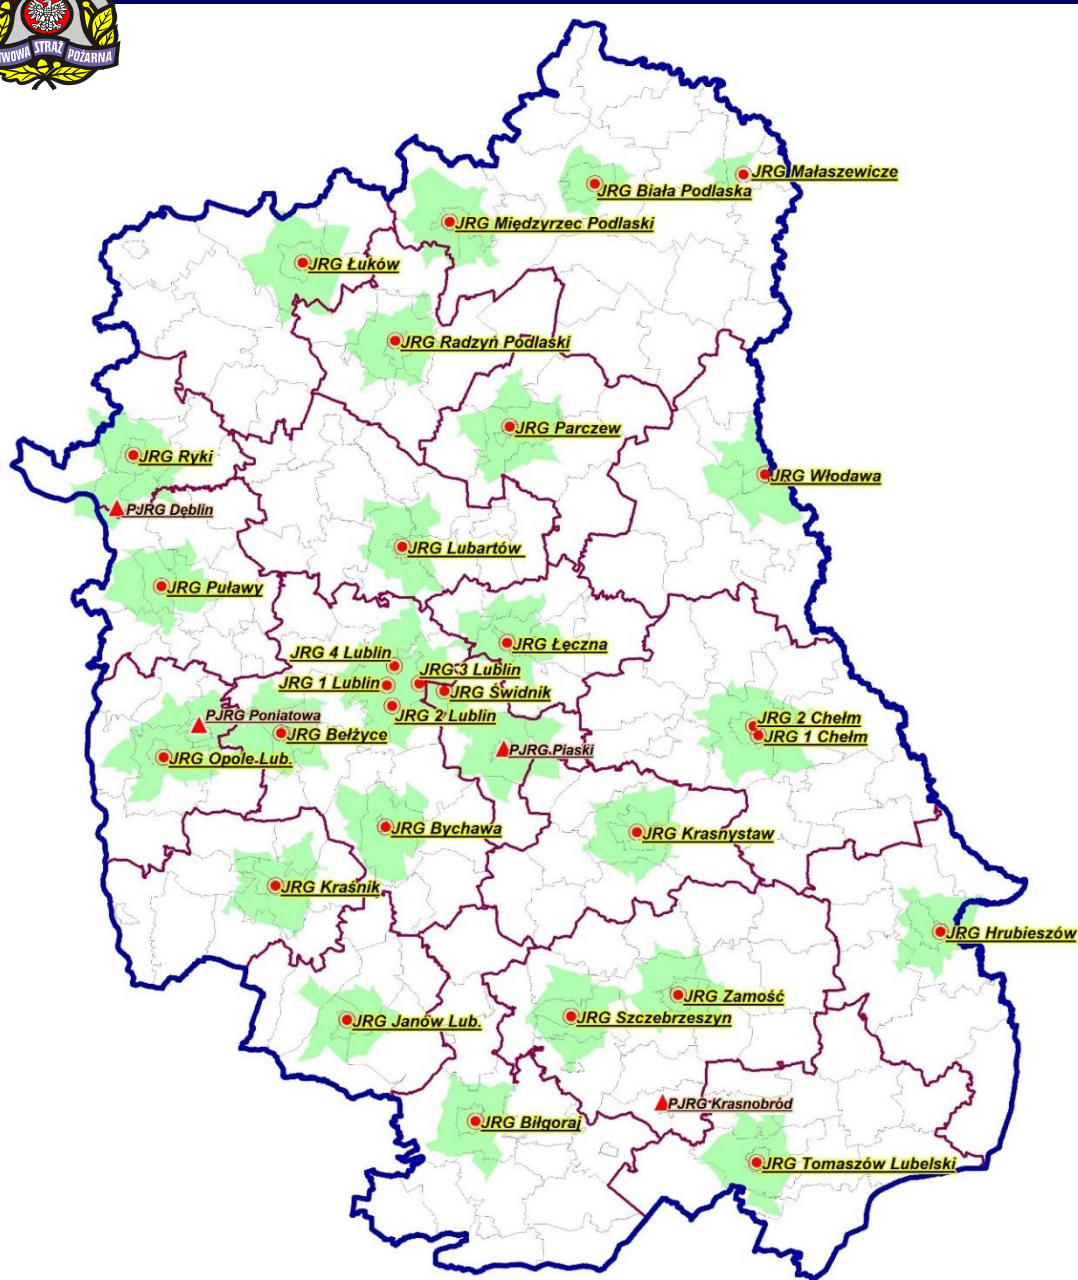 STRAŻ
POŻARNA
JRG Małaszewicze
JRG Biała Podlaska
JRG Międzyrzec Podlaski
JRG Łuków
JRG Radzyń Podlaski
JRG Parczew
JRG Ryki
JRG Włodawa
PJRG Dęblin
JRG Lubartów
JRG Puławy
JRG Łęczna
JRG 4 Lublin
JRG 3 Lublin
JRG 1 Lublin
JRG Świdnik
JRG 2 Lublin
PJRG Poniatowa
JRG 2 Chełm
JRG Bełżyce
JRG 1 Chełm
PJRG Piaski
JRG Opole-Lub.
JRG Bychawa
JRG Krasnystaw
JRG Kraśnik
JRG Hrubieszów
JRG Zamość
JRG Szczebrzeszyn
JRG Janów Lub.
PJRG Krasnobród
JRG Biłgoraj
JRG Tomaszów Lubelski